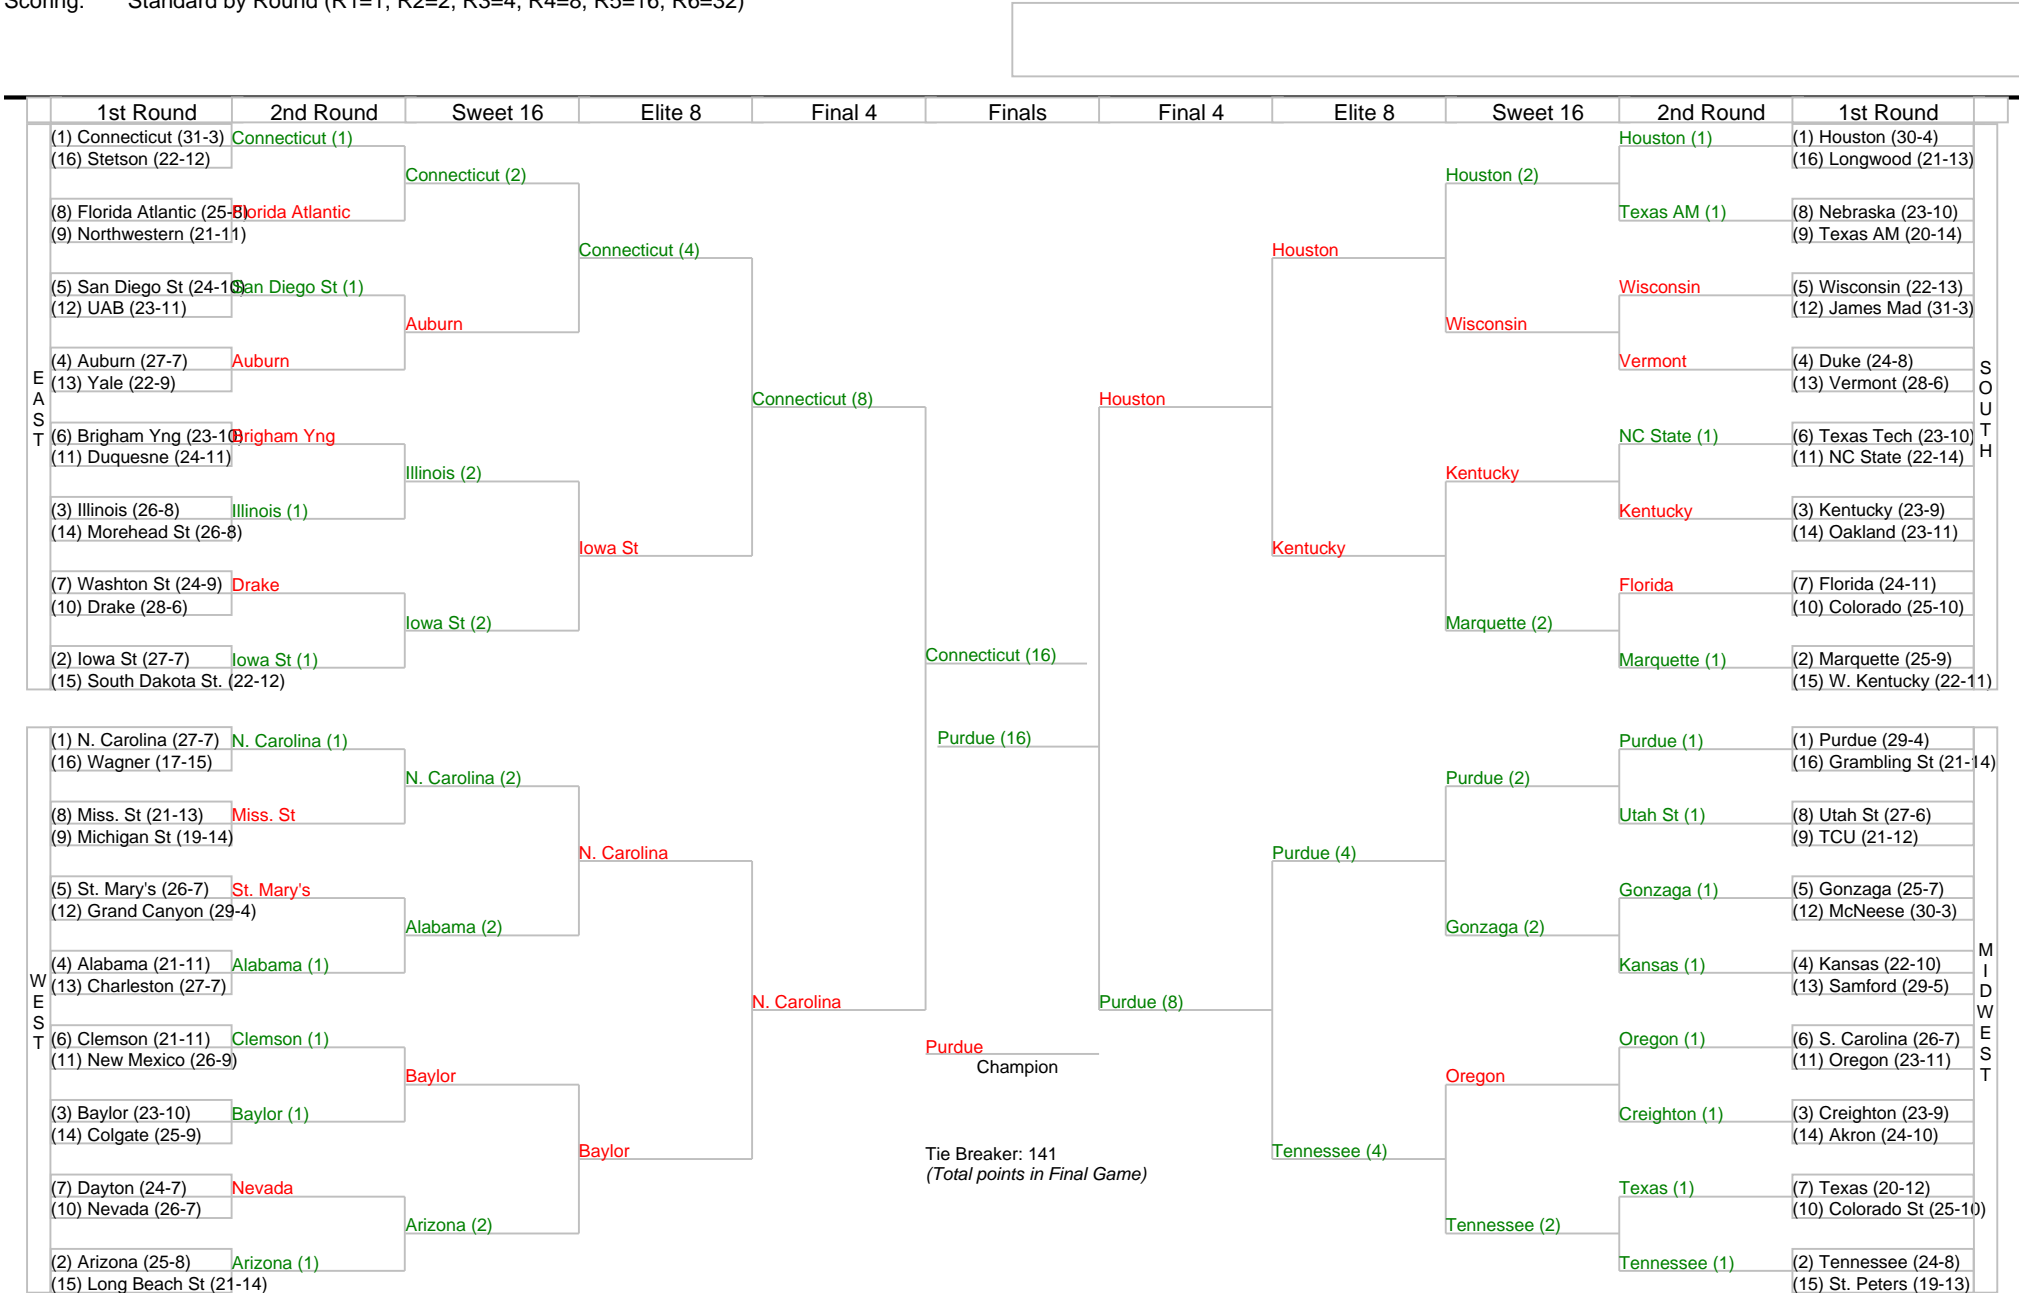 Scoring: Standard by Round (R1=1, R2=2, R3=4, R4=8, R5=16, R6=32)
1st Round 2nd Round Sweet 16 Elite 8 Final 4 Finals Final 4 Elite 8 Sweet 16 2nd Round 1st Round
EAST
(1) Connecticut (31-3)
(16) Stetson (22-12)
(8) Florida Atlantic (25-8)
(9) Northwestern (21-11)
(5) San Diego St (24-10)
(12) UAB (23-11)
(4) Auburn (27-7)
(13) Yale (22-9)
(6) Brigham Yng (23-10)
(11) Duquesne (24-11)
(3) Illinois (26-8)
(14) Morehead St (26-8)
(7) Washton St (24-9)
(10) Drake (28-6)
(2) Iowa St (27-7)
(15) South Dakota St. (22-12)
Connecticut (1)
Florida Atlantic
San Diego St (1)
Auburn
Brigham Yng
Illinois (1)
Drake
Iowa St (1)
Connecticut (2)
Auburn
Illinois (2)
Iowa St (2)
Connecticut (4)
Iowa St
Connecticut (8)
WEST
(1) N. Carolina (27-7)
(16) Wagner (17-15)
(8) Miss. St (21-13)
(9) Michigan St (19-14)
(5) St. Mary's (26-7)
(12) Grand Canyon (29-4)
(4) Alabama (21-11)
(13) Charleston (27-7)
(6) Clemson (21-11)
(11) New Mexico (26-9)
(3) Baylor (23-10)
(14) Colgate (25-9)
(7) Dayton (24-7)
(10) Nevada (26-7)
(2) Arizona (25-8)
(15) Long Beach St (21-14)
N. Carolina (1)
Miss. St
St. Mary's
Alabama (1)
Clemson (1)
Baylor (1)
Nevada
Arizona (1)
N. Carolina (2)
Alabama (2)
Baylor
Arizona (2)
N. Carolina
Baylor
N. Carolina
Connecticut (16)
Purdue (16)
Purdue
Champion
Tie Breaker: 141
(Total points in Final Game)
Houston
Houston
Kentucky
Houston (2)
Wisconsin
Kentucky
Marquette (2)
Houston (1)
Texas AM (1)
Wisconsin
Vermont
NC State (1)
Kentucky
Florida
Marquette (1)
(1) Houston (30-4)
(16) Longwood (21-13)
(8) Nebraska (23-10)
(9) Texas AM (20-14)
(5) Wisconsin (22-13)
(12) James Mad (31-3)
(4) Duke (24-8)
(13) Vermont (28-6)
(6) Texas Tech (23-10)
(11) NC State (22-14)
(3) Kentucky (23-9)
(14) Oakland (23-11)
(7) Florida (24-11)
(10) Colorado (25-10)
(2) Marquette (25-9)
(15) W. Kentucky (22-11)
SOUTH
Purdue (8)
Purdue (4)
Tennessee (4)
Purdue (2)
Gonzaga (2)
Oregon
Tennessee (2)
Purdue (1)
Utah St (1)
Gonzaga (1)
Kansas (1)
Oregon (1)
Creighton (1)
Texas (1)
Tennessee (1)
(1) Purdue (29-4)
(16) Grambling St (21-14)
(8) Utah St (27-6)
(9) TCU (21-12)
(5) Gonzaga (25-7)
(12) McNeese (30-3)
(4) Kansas (22-10)
(13) Samford (29-5)
(6) S. Carolina (26-7)
(11) Oregon (23-11)
(3) Creighton (23-9)
(14) Akron (24-10)
(7) Texas (20-12)
(10) Colorado St (25-10)
(2) Tennessee (24-8)
(15) St. Peters (19-13)
MIDWEST